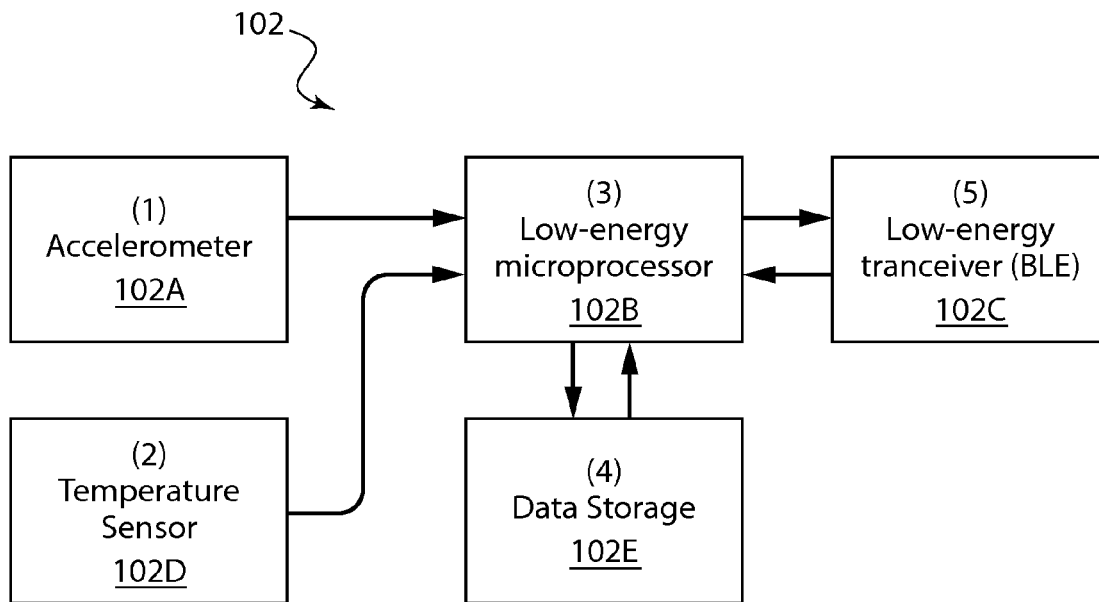 102
(1)
Accelerometer
102A
(3)
Low-energy
microprocessor
102B
(5)
Low-energy
tranceiver (BLE)
102C
(2)
Temperature
Sensor
102D
(4)
Data Storage
102E